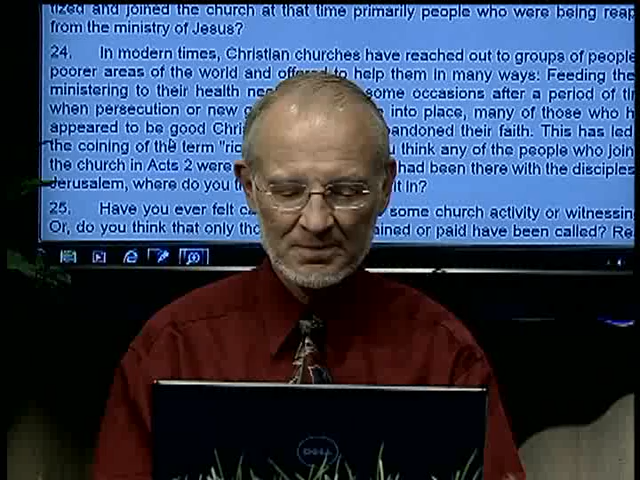 tized and joined the church at that time primarily people who were being reap
from the ministry of Jesus?
24. In modern times, Christian churches have reached out to groups of people
poorer areas of the world and offered to help them in many ways: Feeding the
ministering to their health some occasions after a period of
when persecution or new into place, many of those who h
appeared to be good Chri abandoned their faith. This has led
the coining of the term "ric think any of the people who join
the church in Acts 2 were had been there with the disciples
Jerusalem, where do you t it in?
25. Have you ever felt some church activity or witnessin
Or, do you think that only tho ained or paid have been called? Re
DELL